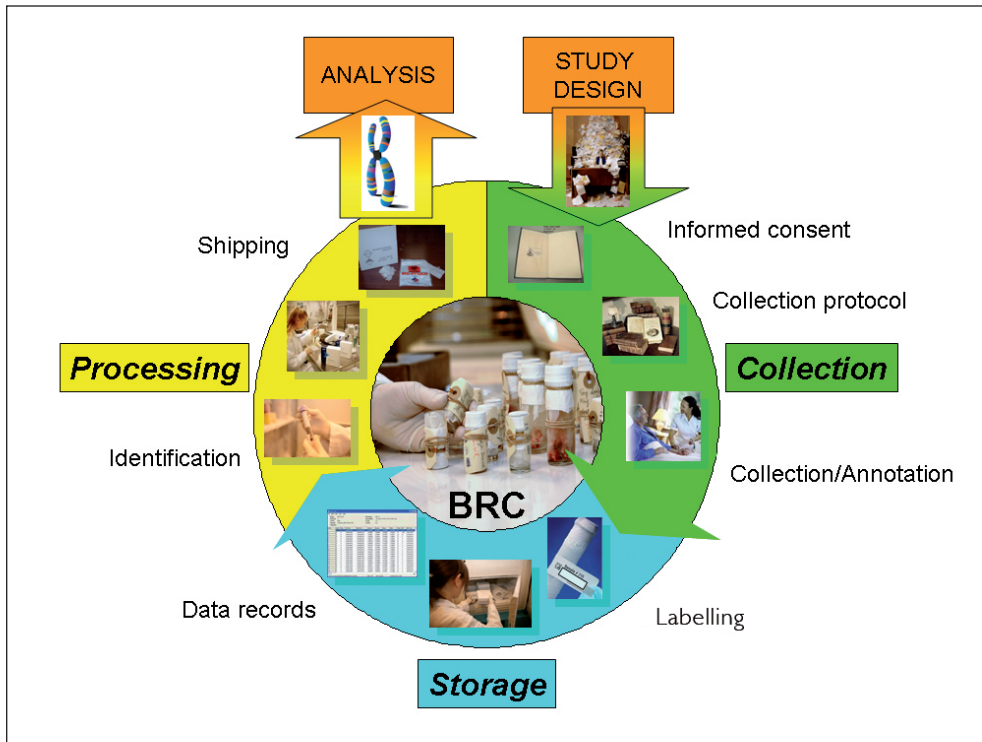 ANALYSIS
STUDY
DESIGN
Informed consent
Shipping
Collection protocol
Processing
Collection
Identification
Collection/Annotation
BRC
Data records
Labelling
Storage